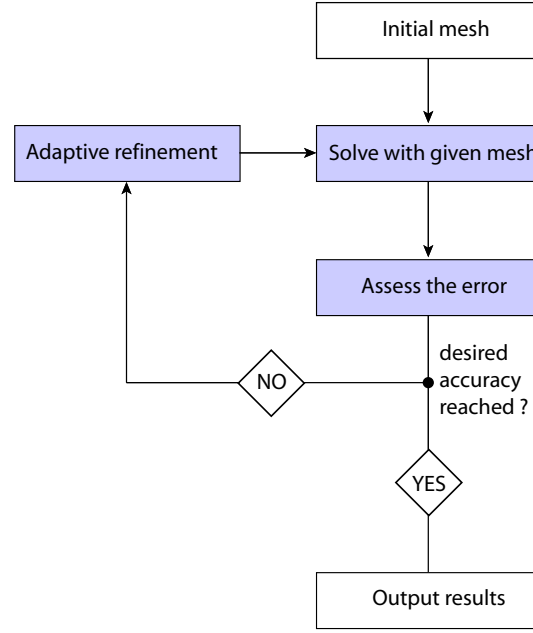 Initial mesh
Adaptive refinement
Solve with given mesh
Assess the error
desired
accuracy
reached ?
NO
YES
Output results